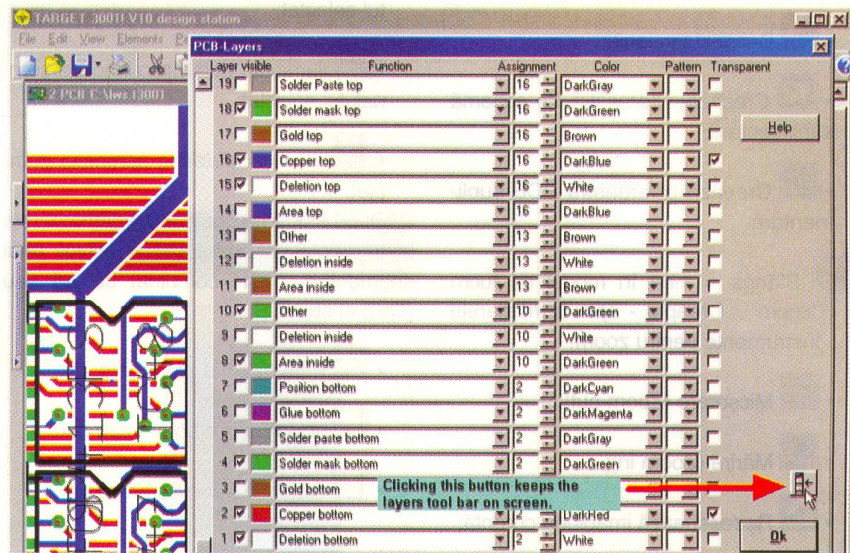 TARGET 3001! V10 design station
File Edit View Elements
PCB-Layers
2 PCB C:\lws (300)
Layer visible Function Assignment Color Pattern Transparent
19 Solder Paste top 16 DarkGray
18 Solder mask top 16 DarkGreen
Help
17 Gold top 16 Brown
16 Copper top 16 DarkBlue
15 Deletion top 16 White
14 Area top 16 DarkBlue
13 Other 13 Brown
12 Deletion inside 13 White
11 Area inside 13 Brown
10 Other 10 DarkGreen
9 Deletion inside 10 White
8 Area inside 10 DarkGreen
7 Position bottom 2 DarkCyan
6 Glue bottom 2 DarkMagenta
5 Solder paste bottom 2 DarkGray
4 Solder mask bottom 2 DarkGreen
3 Gold bottom
Clicking this button keeps the
layers tool bar on screen.
2 Copper bottom 2 DarkRed
1 Deletion bottom 2 White
Ok